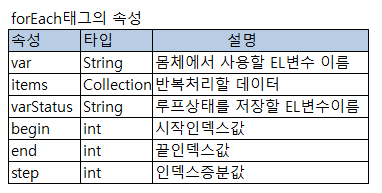 forEach태그의 속성
속성 타입 설명
var String 몸체에서 사용할 EL변수 이름
items Collection 반복처리할 데이터
varStatus String 루프상태를 저장할 EL변수이름
begin int 시작인덱스값
end int 끝인덱스값
step int 인덱스증분값